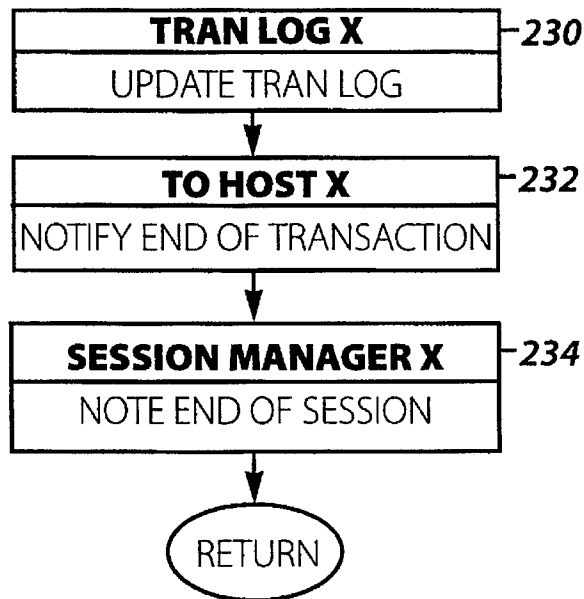 TRAN LOG X 230
UPDATE TRAN LOG
TO HOST X 232
NOTIFY END OF TRANSACTION
SESSION MANAGER X 234
NOTE END OF SESSION
RETURN